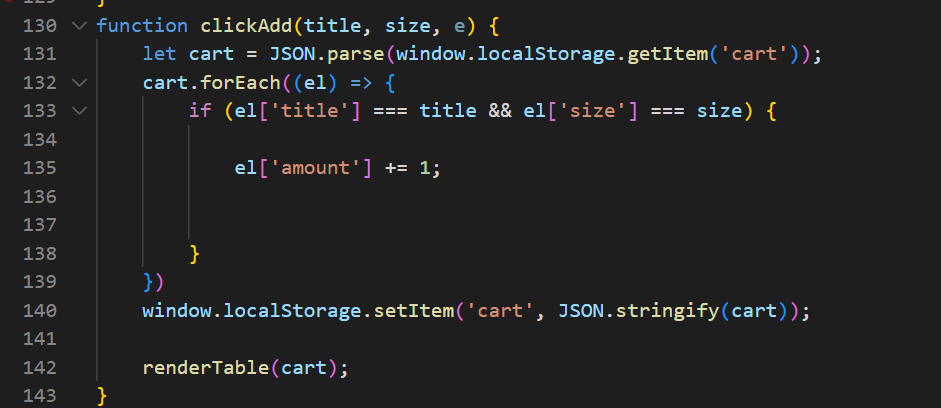 129 }
130 function clickAdd(title, size, e) {
131 let cart = JSON.parse(window.localStorage.getItem('cart'));
132 cart.forEach((el) => {
133 if (el['title'] === title && el['size'] === size) {
134
135 el['amount'] += 1;
136
137
138 }
139 })
140 window.localStorage.setItem('cart', JSON.stringify(cart));
141
142 renderTable(cart);
143 }